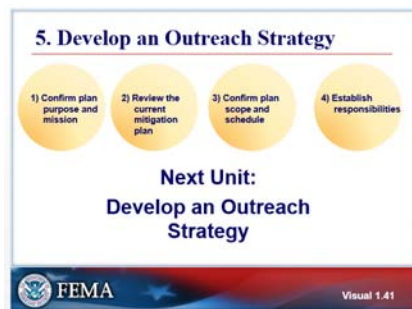 5. Develop an Outreach Strategy
1) Confirm plan
purpose and
mission
2) Review the
current
mitigation
plan
3) Confirm plan
scope and
schedule
4) Establish
responsibilities
Next Unit:
Develop an Outreach
Strategy
FEMA
Visual 1.41